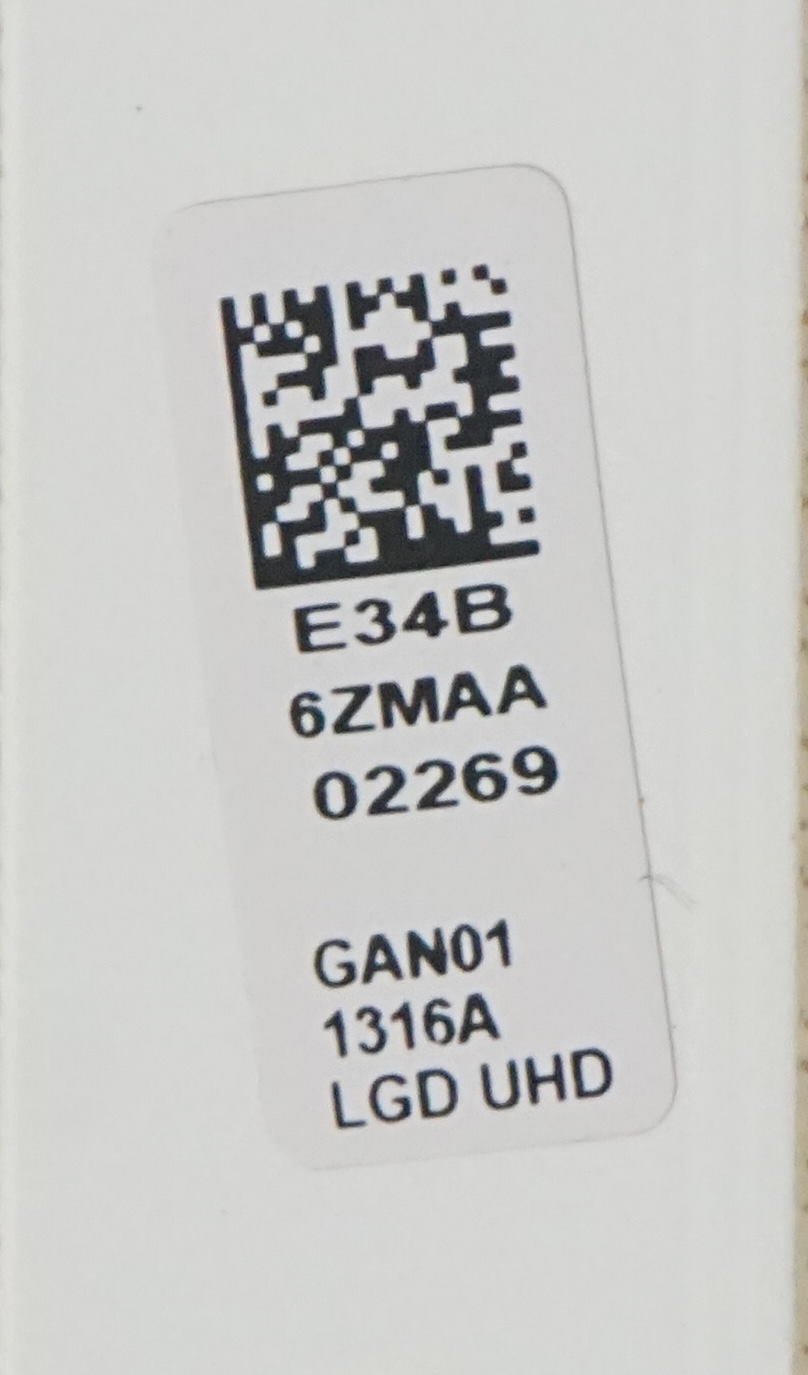 E34B
6ZMAA
02269
GAN01
1316A
LGD UHD